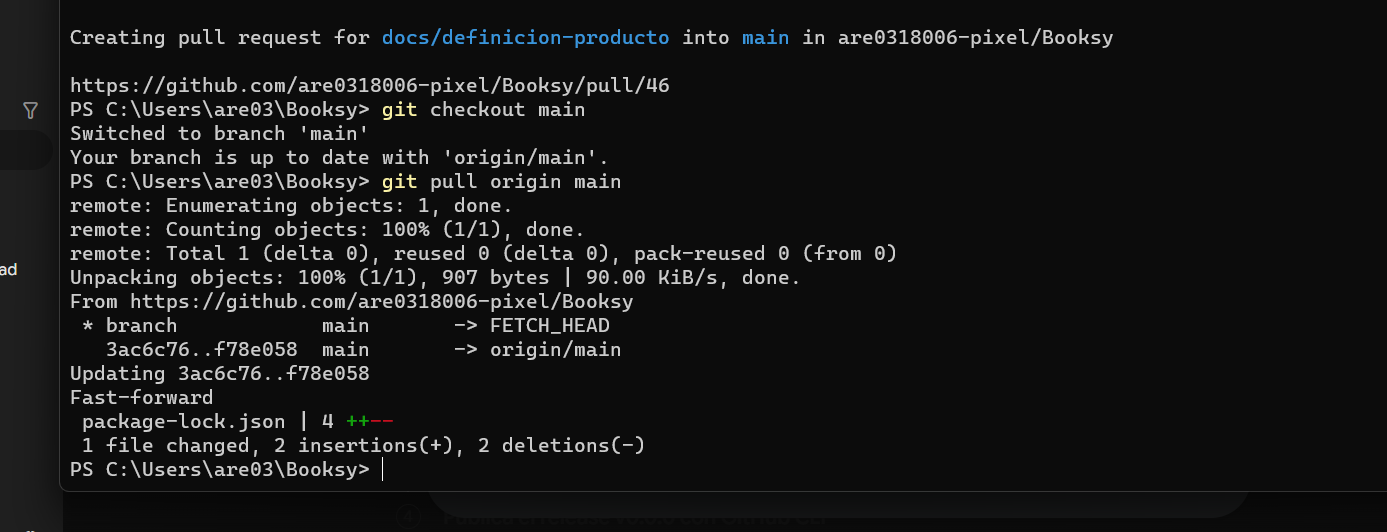 Creating pull request for docs/definicion-producto into main in are0318006-pixel/Booksy
https://github.com/are0318006-pixel/Booksy/pull/46
PS C:\Users\are03\Booksy> git checkout main
Switched to branch 'main'
Your branch is up to date with 'origin/main'.
PS C:\Users\are03\Booksy> git pull origin main
remote: Enumerating objects: 1, done.
remote: Counting objects: 100% (1/1), done.
remote: Total 1 (delta 0), reused 0 (delta 0), pack-reused 0 (from 0)
Unpacking objects: 100% (1/1), 907 bytes | 90.00 KiB/s, done.
From https://github.com/are0318006-pixel/Booksy
 * branch            main       -> FETCH_HEAD
   3ac6c76..f78e058  main       -> origin/main
Updating 3ac6c76..f78e058
Fast-forward
 package-lock.json | 4 ++--
 1 file changed, 2 insertions(+), 2 deletions(-)
PS C:\Users\are03\Booksy>
ad